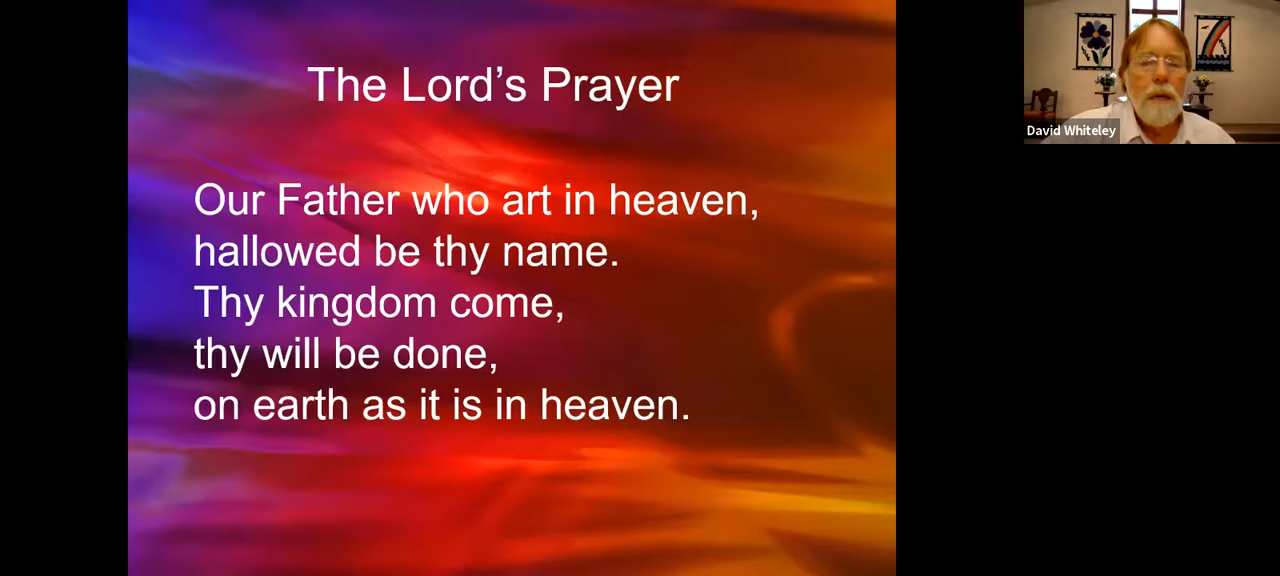 The Lord’s Prayer
Our Father who art in heaven,
hallowed be thy name.
Thy kingdom come,
thy will be done,
on earth as it is in heaven.
David Whiteley